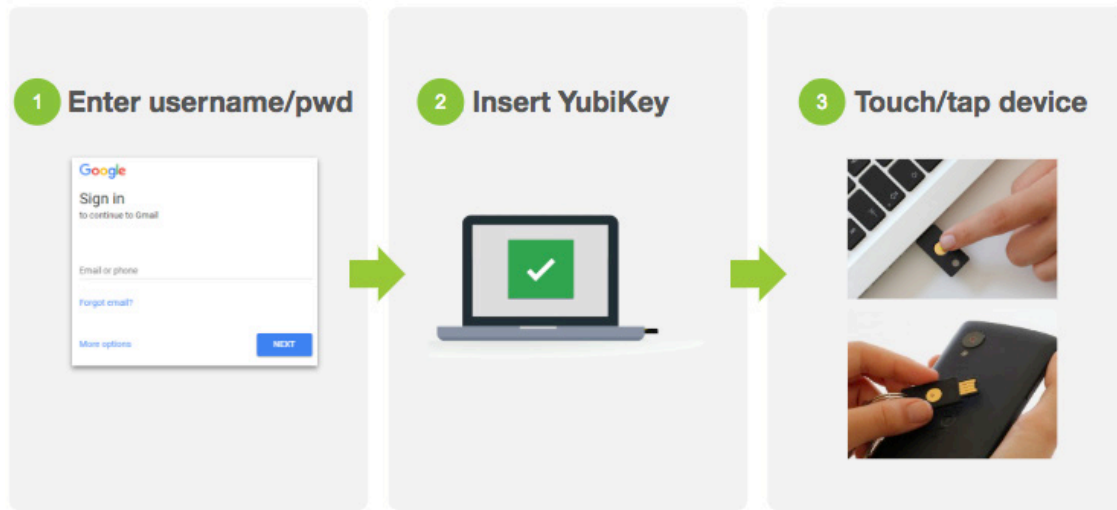 1 Enter username/pwd
Google
Sign in
to continue to Gmail
Email or phone
Forgot email?
More options
NEXT
2 Insert YubiKey
3 Touch/tap device